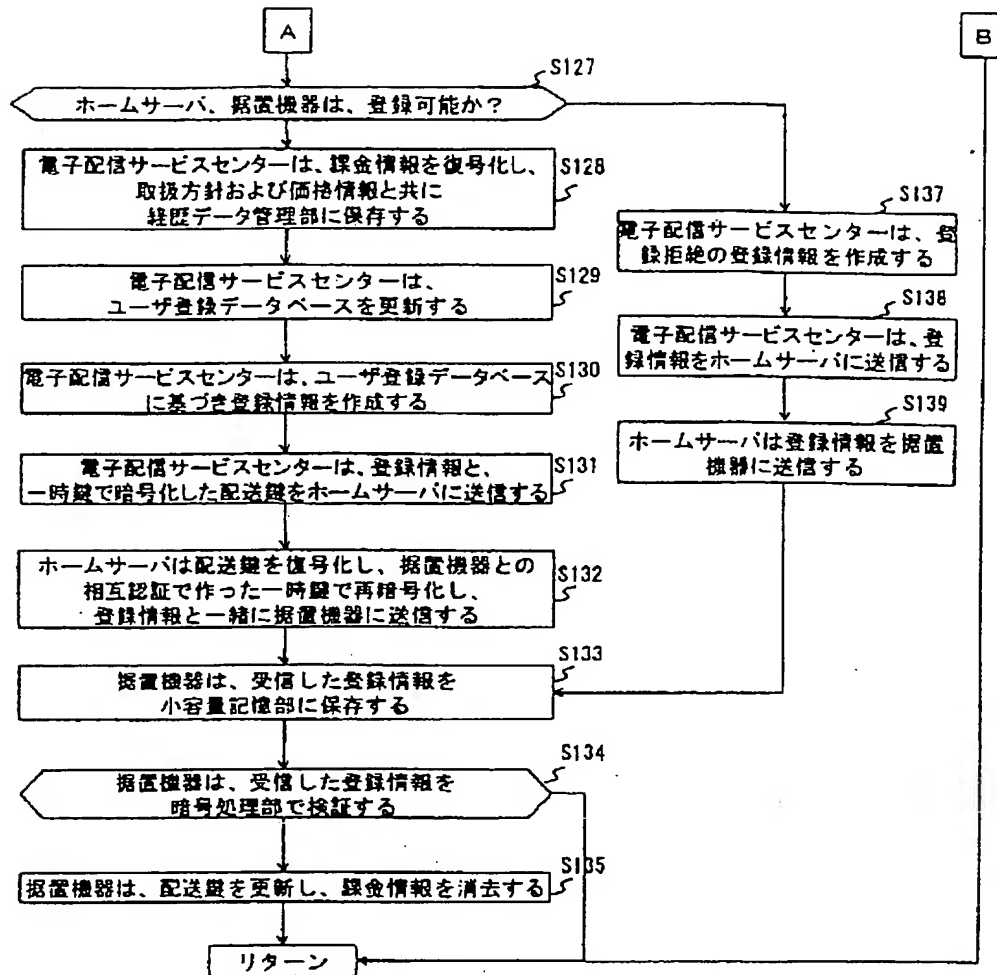 A
B
S127
ホームサーバ、据置機器は、登録可能か？
電子配信サービスセンターは、課金情報を復号化し、
取扱方針および価格情報と共に
経歴データ管理部に保存する
S128
S137
電子配信サービスセンターは、登
録拒絶の登録情報を作成する
電子配信サービスセンターは、
ユーザ登録データベースを更新する
S129
S138
電子配信サービスセンターは、登
録情報をホームサーバに送信する
電子配信サービスセンターは、ユーザ登録データベース
に基づき登録情報を作成する
S130
S139
ホームサーバは登録情報を据置
機器に送信する
電子配信サービスセンターは、登録情報と、
一時鍵で暗号化した配送鍵をホームサーバに送信する
S131
ホームサーバは配送鍵を復号化し、据置機器との
相互認証で作った一時鍵で再暗号化し、
登録情報と一緒に据置機器に送信する
S132
S133
据置機器は、受信した登録情報を
小容量記憶部に保存する
S134
据置機器は、受信した登録情報を
暗号処理部で検証する
S135
据置機器は、配送鍵を更新し、課金情報を消去する
リターン